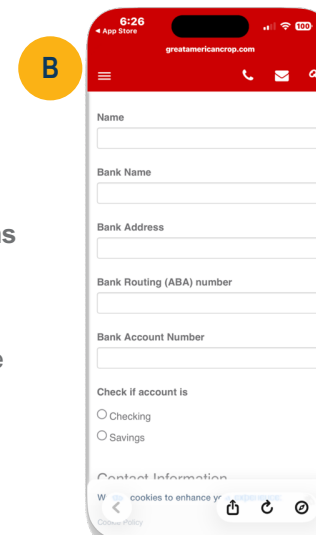 6:26
◀ App Store
100
greatamericancrop.com
B
Name
Bank Name
Bank Address
Bank Routing (ABA) number
Bank Account Number
Check if account is
Checking
Savings
Contact Information
cookies to enhance
Cookie Policy